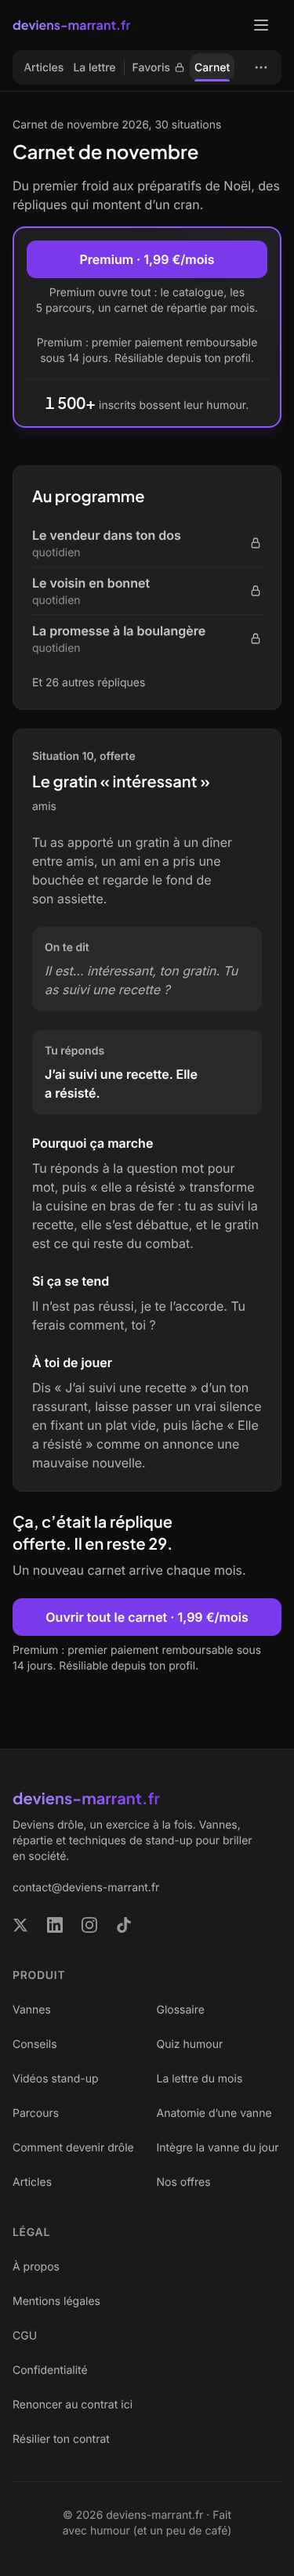 deviens-marrant.fr
Articles La lettre Favoris Carnet ...
Carnet de novembre 2026, 30 situations
Carnet de novembre
Du premier froid aux préparatifs de Noël, des
répliques qui montent d’un cran.
Premium · 1,99 €/mois
Premium ouvre tout : le catalogue, les
5 parcours, un carnet de répartie par mois.
Premium : premier paiement remboursable
sous 14 jours. Résiliable depuis ton profil.
1 500+ inscrits bossent leur humour.
Au programme
Le vendeur dans ton dos
quotidien
Le voisin en bonnet
quotidien
La promesse à la boulangère
quotidien
Et 26 autres répliques
Situation 10, offerte
Le gratin « intéressant »
amis
Tu as apporté un gratin à un dîner
entre amis, un ami en a pris une
bouchée et regarde le fond de
son assiette.
On te dit
Il est… intéressant, ton gratin. Tu
as suivi une recette ?
Tu réponds
J’ai suivi une recette. Elle
a résisté.
Pourquoi ça marche
Tu réponds à la question mot pour
mot, puis « elle a résisté » transforme
la cuisine en bras de fer : tu as suivi la
recette, elle s’est débattue, et le gratin
est ce qui reste du combat.
Si ça se tend
Il n’est pas réussi, je te l’accorde. Tu
ferais comment, toi ?
À toi de jouer
Dis « J’ai suivi une recette » d’un ton
rassurant, laisse passer un vrai silence
en fixant un plat vide, puis lâche « Elle
a résisté » comme on annonce une
mauvaise nouvelle.
Ça, c’était la réplique
offerte. Il en reste 29.
Un nouveau carnet arrive chaque mois.
Ouvrir tout le carnet · 1,99 €/mois
Premium : premier paiement remboursable sous
14 jours. Résiliable depuis ton profil.
deviens-marrant.fr
Deviens drôle, un exercice à la fois. Vannes,
répartie et techniques de stand-up pour briller
en société.
contact@deviens-marrant.fr
PRODUIT
Vannes Glossaire
Conseils Quiz humour
Vidéos stand-up La lettre du mois
Parcours Anatomie d’une vanne
Comment devenir drôle Intègre la vanne du jour
Articles Nos offres
LÉGAL
À propos
Mentions légales
CGU
Confidentialité
Renoncer au contrat ici
Résilier ton contrat
© 2026 deviens-marrant.fr · Fait
avec humour (et un peu de café)